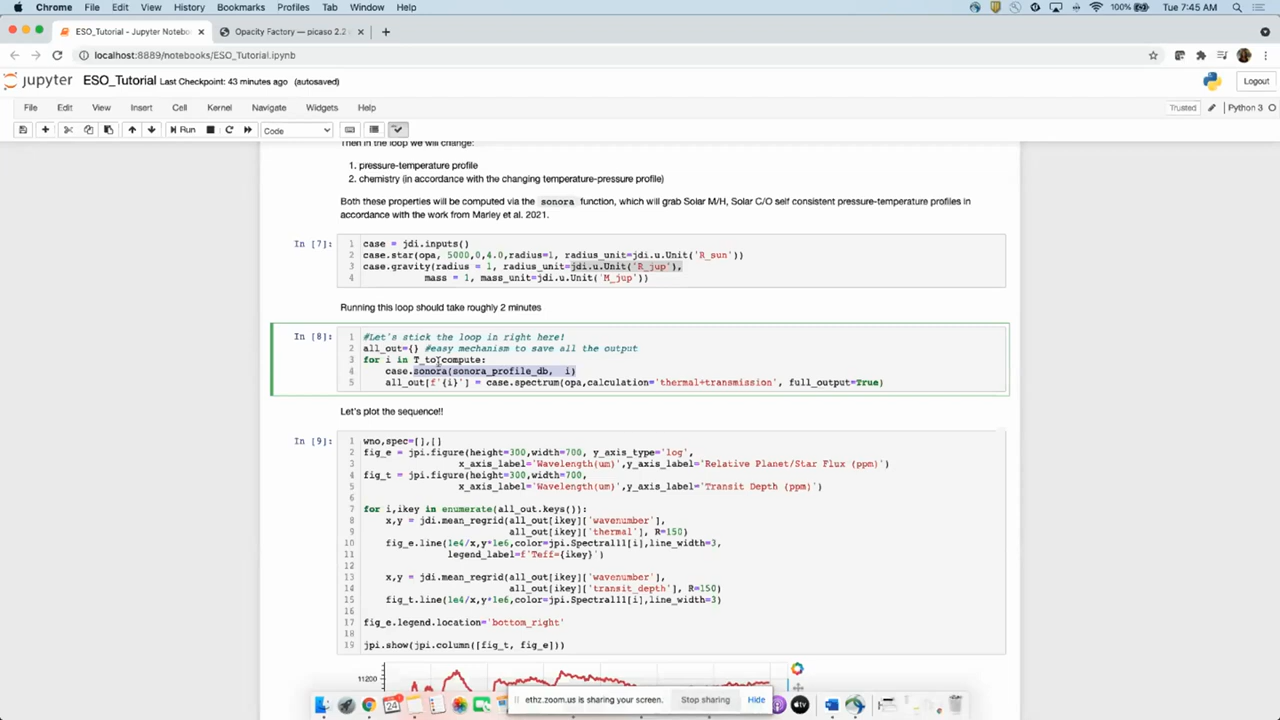 Chrome File Edit View History Bookmarks Profiles Tab Window Help 100% Tue 7:45 AM
ESO_Tutorial - Jupyter Notebo Opacity Factory — picaso 2.2
localhost:8889/notebooks/ESO_Tutorial.ipynb
jupyter ESO_Tutorial Last Checkpoint: 43 minutes ago (autosaved) Logout
File Edit View Insert Cell Kernel Navigate Widgets Help Trusted Python 3
Run Code
Then in the loop we will change:
1. pressure-temperature profile
2. chemistry (in accordance with the changing temperature-pressure profile)
Both these properties will be computed via the sonora function, which will grab Solar M/H, Solar C/O self consistent pressure-temperature profiles in
accordance with the work from Marley et al. 2021.
In [7]: 1 case = jdi.inputs()
2 case.star(opa, 5000,0,4.0,radius=1, radius_unit=jdi.u.Unit('R_sun'))
3 case.gravity(radius = 1, radius_unit=jdi.u.Unit('R_jup'),
4 mass = 1, mass_unit=jdi.u.Unit('M_jup'))
Running this loop should take roughly 2 minutes
In [8]: 1 #Let's stick the loop in right here!
2 all_out={} #easy mechanism to save all the output
3 for i in T_to_compute:
4 case.sonora(sonora_profile_db, i)
5 all_out[f'{i}'] = case.spectrum(opa,calculation='thermal+transmission', full_output=True)
Let's plot the sequence!!
In [9]: 1 wno,spec=[],[]
2 fig_e = jpi.figure(height=300,width=700, y_axis_type='log',
3 x_axis_label='Wavelength(um)',y_axis_label='Relative Planet/Star Flux (ppm)')
4 fig_t = jpi.figure(height=300,width=700,
5 x_axis_label='Wavelength(um)',y_axis_label='Transit Depth (ppm)')
6
7 for i,ikey in enumerate(all_out.keys()):
8 x,y = jdi.mean_regrid(all_out[ikey]['wavenumber'],
9 all_out[ikey]['thermal'], R=150)
10 fig_e.line(1e4/x,y*1e6,color=jpi.Spectral11[i],line_width=3,
11 legend_label=f'Teff={ikey}')
12
13 x,y = jdi.mean_regrid(all_out[ikey]['wavenumber'],
14 all_out[ikey]['transit_depth'], R=150)
15 fig_t.line(1e4/x,y*1e6,color=jpi.Spectral11[i],line_width=3)
16
17 fig_e.legend.location='bottom_right'
18
19 jpi.show(jpi.column([fig_t, fig_e]))
11200
ethz.zoom.us is sharing your screen. Stop sharing Hide